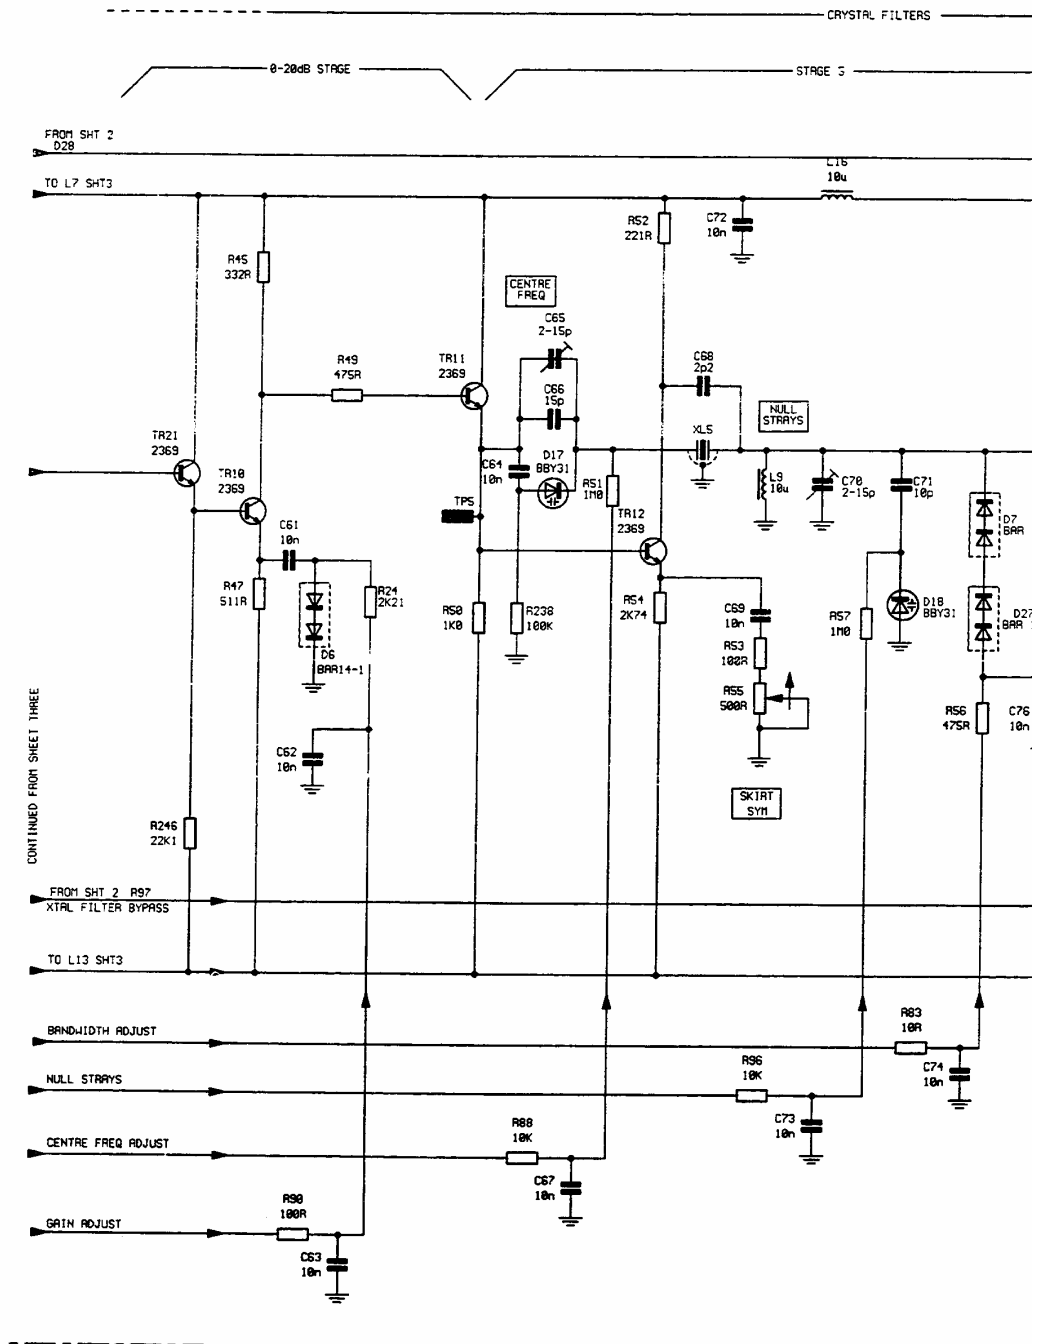 CRYSTAL FILTERS
0-20dB STAGE
STAGE 3
FROM SHT 2
D28
TO L7 SHT3
L16
10u
R52
221R
C72
10n
R45
332R
CENTRE
FREQ
C65
2-15p
R49
475R
TR11
2369
C66
15p
C68
2p2
NULL
STRAYS
TR21
2369
TR10
2369
C64
10n
D17
BBY31
XL5
R51
1M0
L9
10u
C70
2-15p
C71
10p
TP5
TR12
2369
D7
BAR
C61
10n
R47
511R
R24
2K21
R50
1K0
R238
100K
R54
2K74
C69
10n
R57
1M0
D18
BBY31
D27
BAR
D6
BAR14-1
R53
100R
R55
500R
R56
475R
C76
10n
C62
10n
SKIRT
SYM
R246
22K1
CONTINUED FROM SHEET THREE
FROM SHT 2 R97
XTAL FILTER BYPASS
TO L13 SHT3
BANDWIDTH ADJUST
R83
10R
NULL STRAYS
R96
10K
C74
10n
CENTRE FREQ ADJUST
R88
10K
C73
10n
C67
10n
GAIN ADJUST
R90
100R
C63
10n